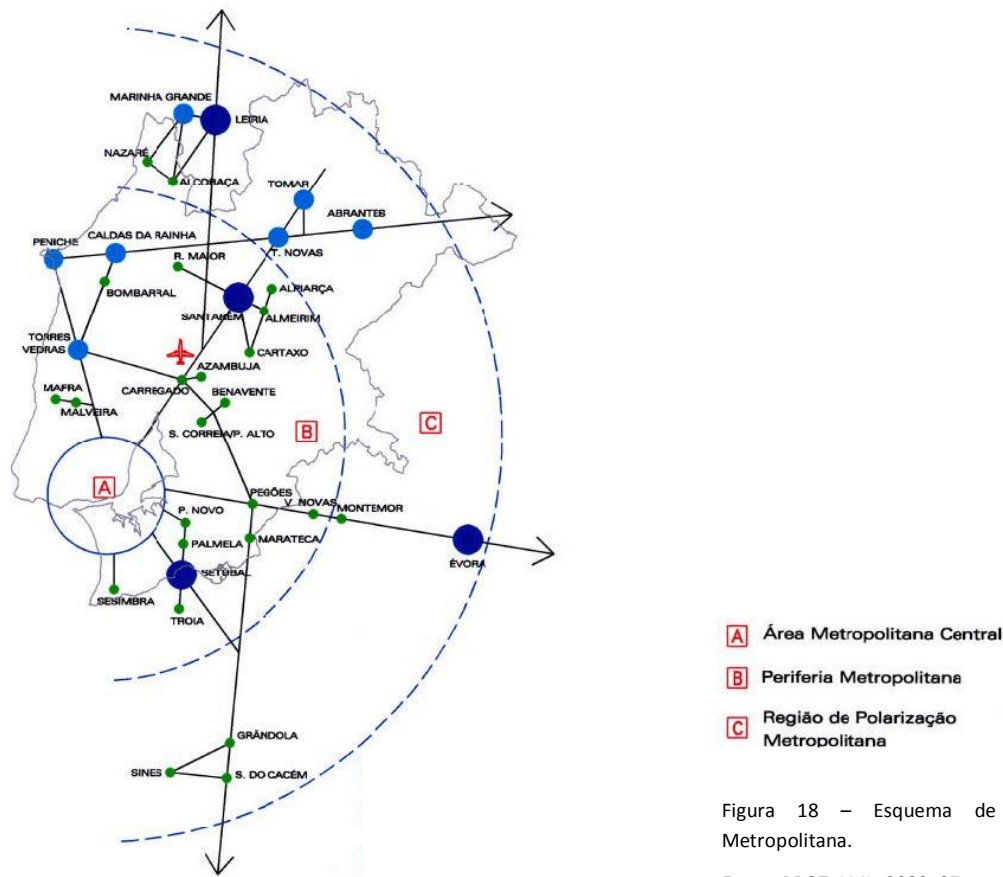 MARINHA GRANDE
LEIRIA
NAZARÉ
ALCOBAÇA
TOMAR
ABRANTES
PENICHE
CALDAS DA RAINHA
T. NOVAS
R. MAIOR
BOMBARRAL
ALPIARÇA
SANTARÉM
ALMEIRIM
TORRES
VEDRAS
CARTAXO
AZAMBUJA
CARREGADO
BENAVENTE
MAFRA
MALVEIRA
S. CORREIA/P. ALTO
B
C
A
PEGÕES
V. NOVAS
MONTEMOR
P. NOVO
PALMELA
MARATECA
SETÚBAL
ÉVORA
SESIMBRA
TROIA
GRÂNDOLA
SINES
S. DO CACÉM
A Área Metropolitana Central
B Periferia Metropolitana
C Região de Polarização
Metropolitana
Figura 18 – Esquema de
Metropolitana.